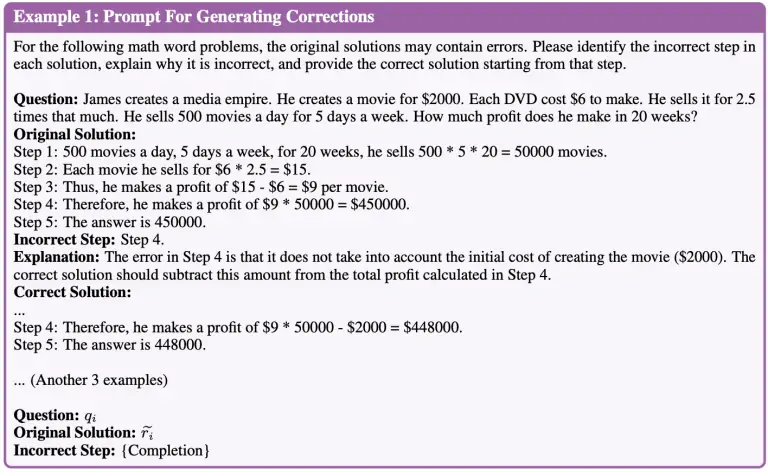 Example 1: Prompt For Generating Corrections
For the following math word problems, the original solutions may contain errors. Please identify the incorrect step in
each solution, explain why it is incorrect, and provide the correct solution starting from that step.
Question: James creates a media empire. He creates a movie for $2000. Each DVD cost $6 to make. He sells it for 2.5
times that much. He sells 500 movies a day for 5 days a week. How much profit does he make in 20 weeks?
Original Solution:
Step 1: 500 movies a day, 5 days a week, for 20 weeks, he sells 500 * 5 * 20 = 50000 movies.
Step 2: Each movie he sells for $6 * 2.5 = $15.
Step 3: Thus, he makes a profit of $15 - $6 = $9 per movie.
Step 4: Therefore, he makes a profit of $9 * 50000 = $450000.
Step 5: The answer is 450000.
Incorrect Step: Step 4.
Explanation: The error in Step 4 is that it does not take into account the initial cost of creating the movie ($2000). The
correct solution should subtract this amount from the total profit calculated in Step 4.
Correct Solution:
...
Step 4: Therefore, he makes a profit of $9 * 50000 - $2000 = $448000.
Step 5: The answer is 448000.
... (Another 3 examples)
Question: qᵢ
Original Solution: r̃ᵢ
Incorrect Step: {Completion}